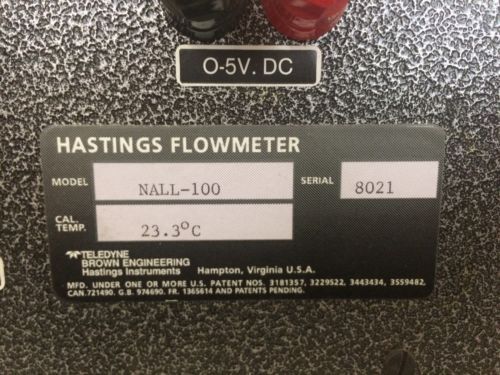 O-5V. DC
HASTINGS FLOWMETER
MODEL NALL-100 SERIAL 8021
CAL. TEMP. 23.3°C
TELEDYNE
BROWN ENGINEERING
Hastings Instruments Hampton, Virginia U.S.A.
MFD. UNDER ONE OR MORE U.S. PATENT NOS. 3181357, 3229522, 3443434, 3559482,
CAN.721490. G.B. 974690. FR. 1365614 AND PATENTS PENDING.